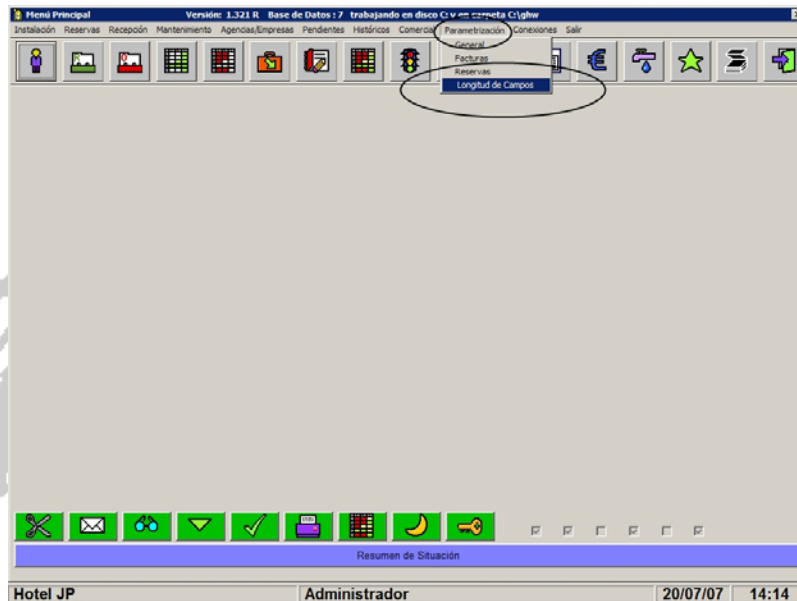 Menú Principal Versión: 1.321 R Base de Datos : 7 trabajando en disco C: y en carpeta C:\ghw
Instalación Reservas Recepción Mantenimiento Agencias/Empresas Pendientes Históricos Comercial Parametrización Conexiones Salir
General
Facturas
Reservas
Longitud de Campos
Resumen de Situación
Hotel JP Administrador 20/07/07 14:14